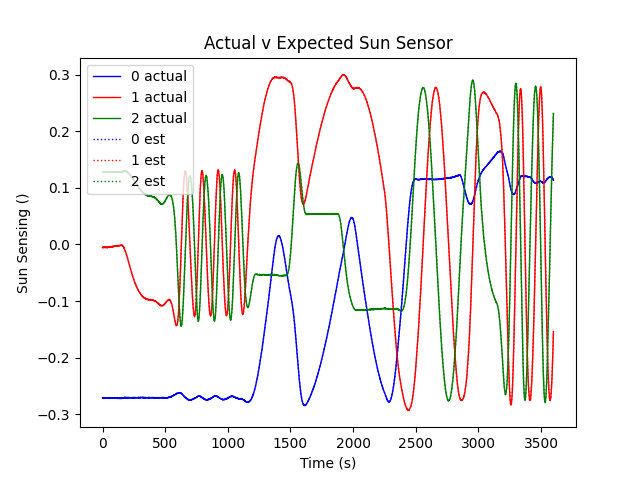 Actual v Expected Sun Sensor
0.3
0.2
0.1
0.0
−0.1
−0.2
−0.3
Sun Sensing ()
0 actual
1 actual
2 actual
0 est
1 est
2 est
0 500 1000 1500 2000 2500 3000 3500
Time (s)